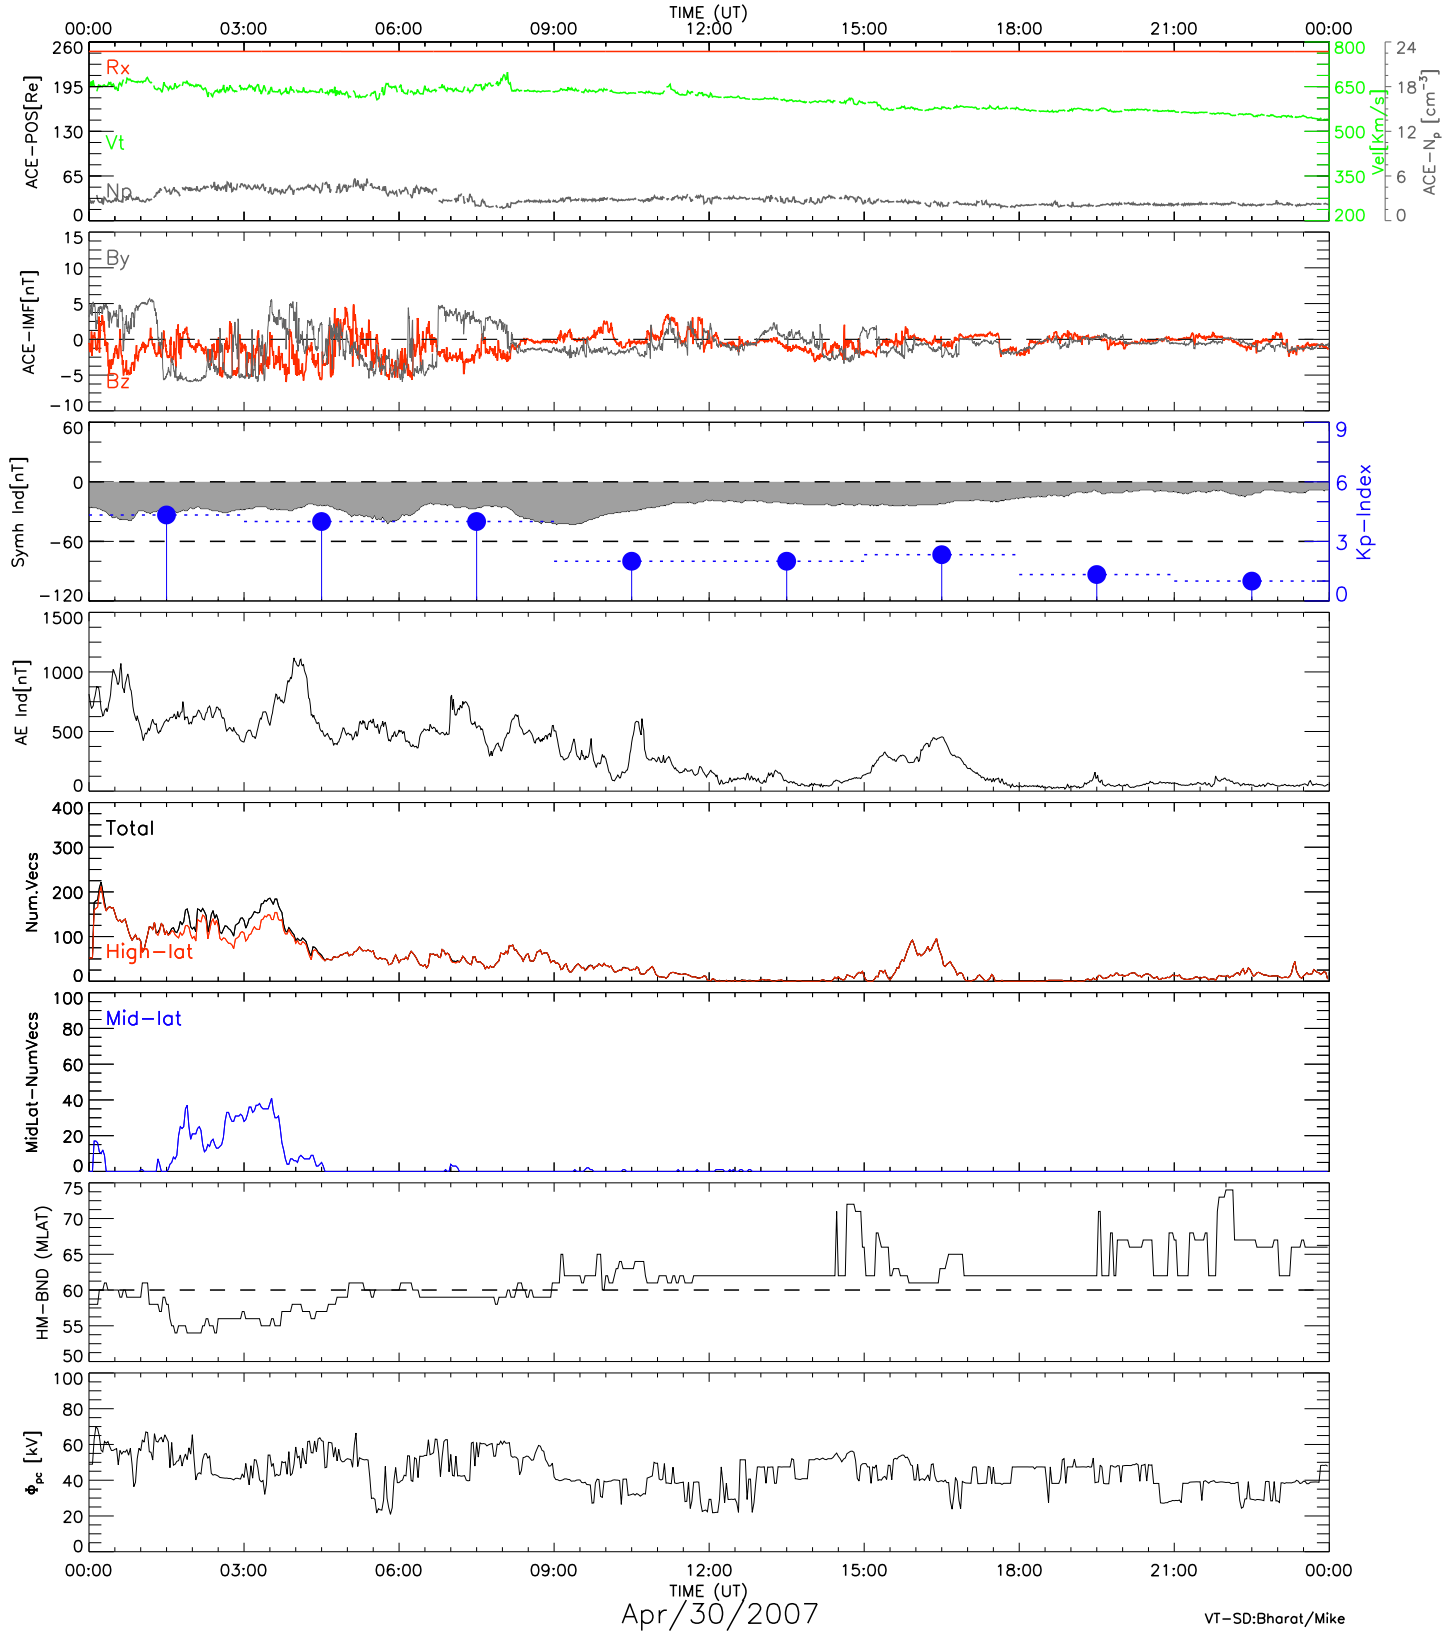 TIME (UT)
00:00 03:00 06:00 09:00 12:00 15:00 18:00 21:00 00:00
ACE-POS[Re]
260
195
130
65
0
Rx
Vt
Np
800
650
500
350
200
Vel[Km/s]
24
18
12
6
0
ACE-Np [cm⁻³]
ACE-IMF[nT]
15
10
5
0
-5
-10
By
Bz
Symh Ind[nT]
60
0
-60
-120
9
6
3
0
Kp-Index
AE Ind[nT]
1500
1000
500
0
Num.Vecs
400
300
200
100
0
Total
High-lat
MidLat-NumVecs
100
80
60
40
20
0
Mid-lat
HM-BND (MLAT)
75
70
65
60
55
50
Φpc [kV]
100
80
60
40
20
0
00:00 03:00 06:00 09:00 12:00 15:00 18:00 21:00 00:00
TIME (UT)
Apr/30/2007
VT-SD:Bharat/Mike